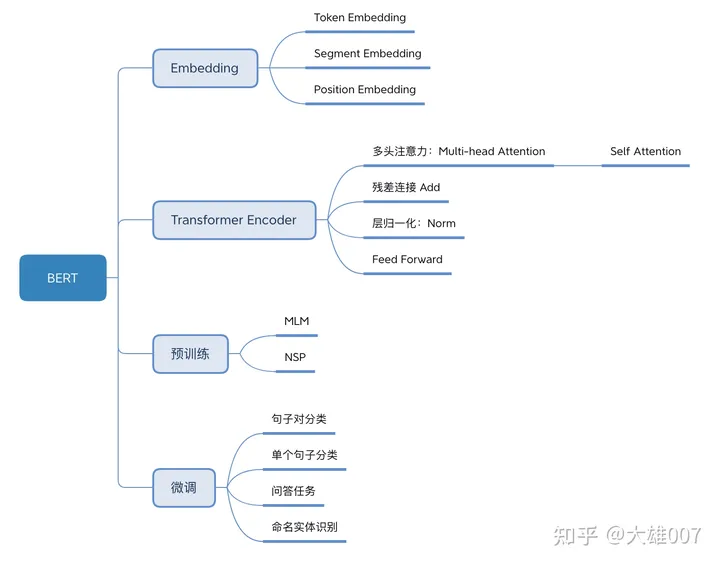 BERT
Embedding
Token Embedding
Segment Embedding
Position Embedding
Transformer Encoder
多头注意力：Multi-head Attention
Self Attention
残差连接 Add
层归一化：Norm
Feed Forward
预训练
MLM
NSP
微调
句子对分类
单个句子分类
问答任务
命名实体识别
知乎 @大雄007